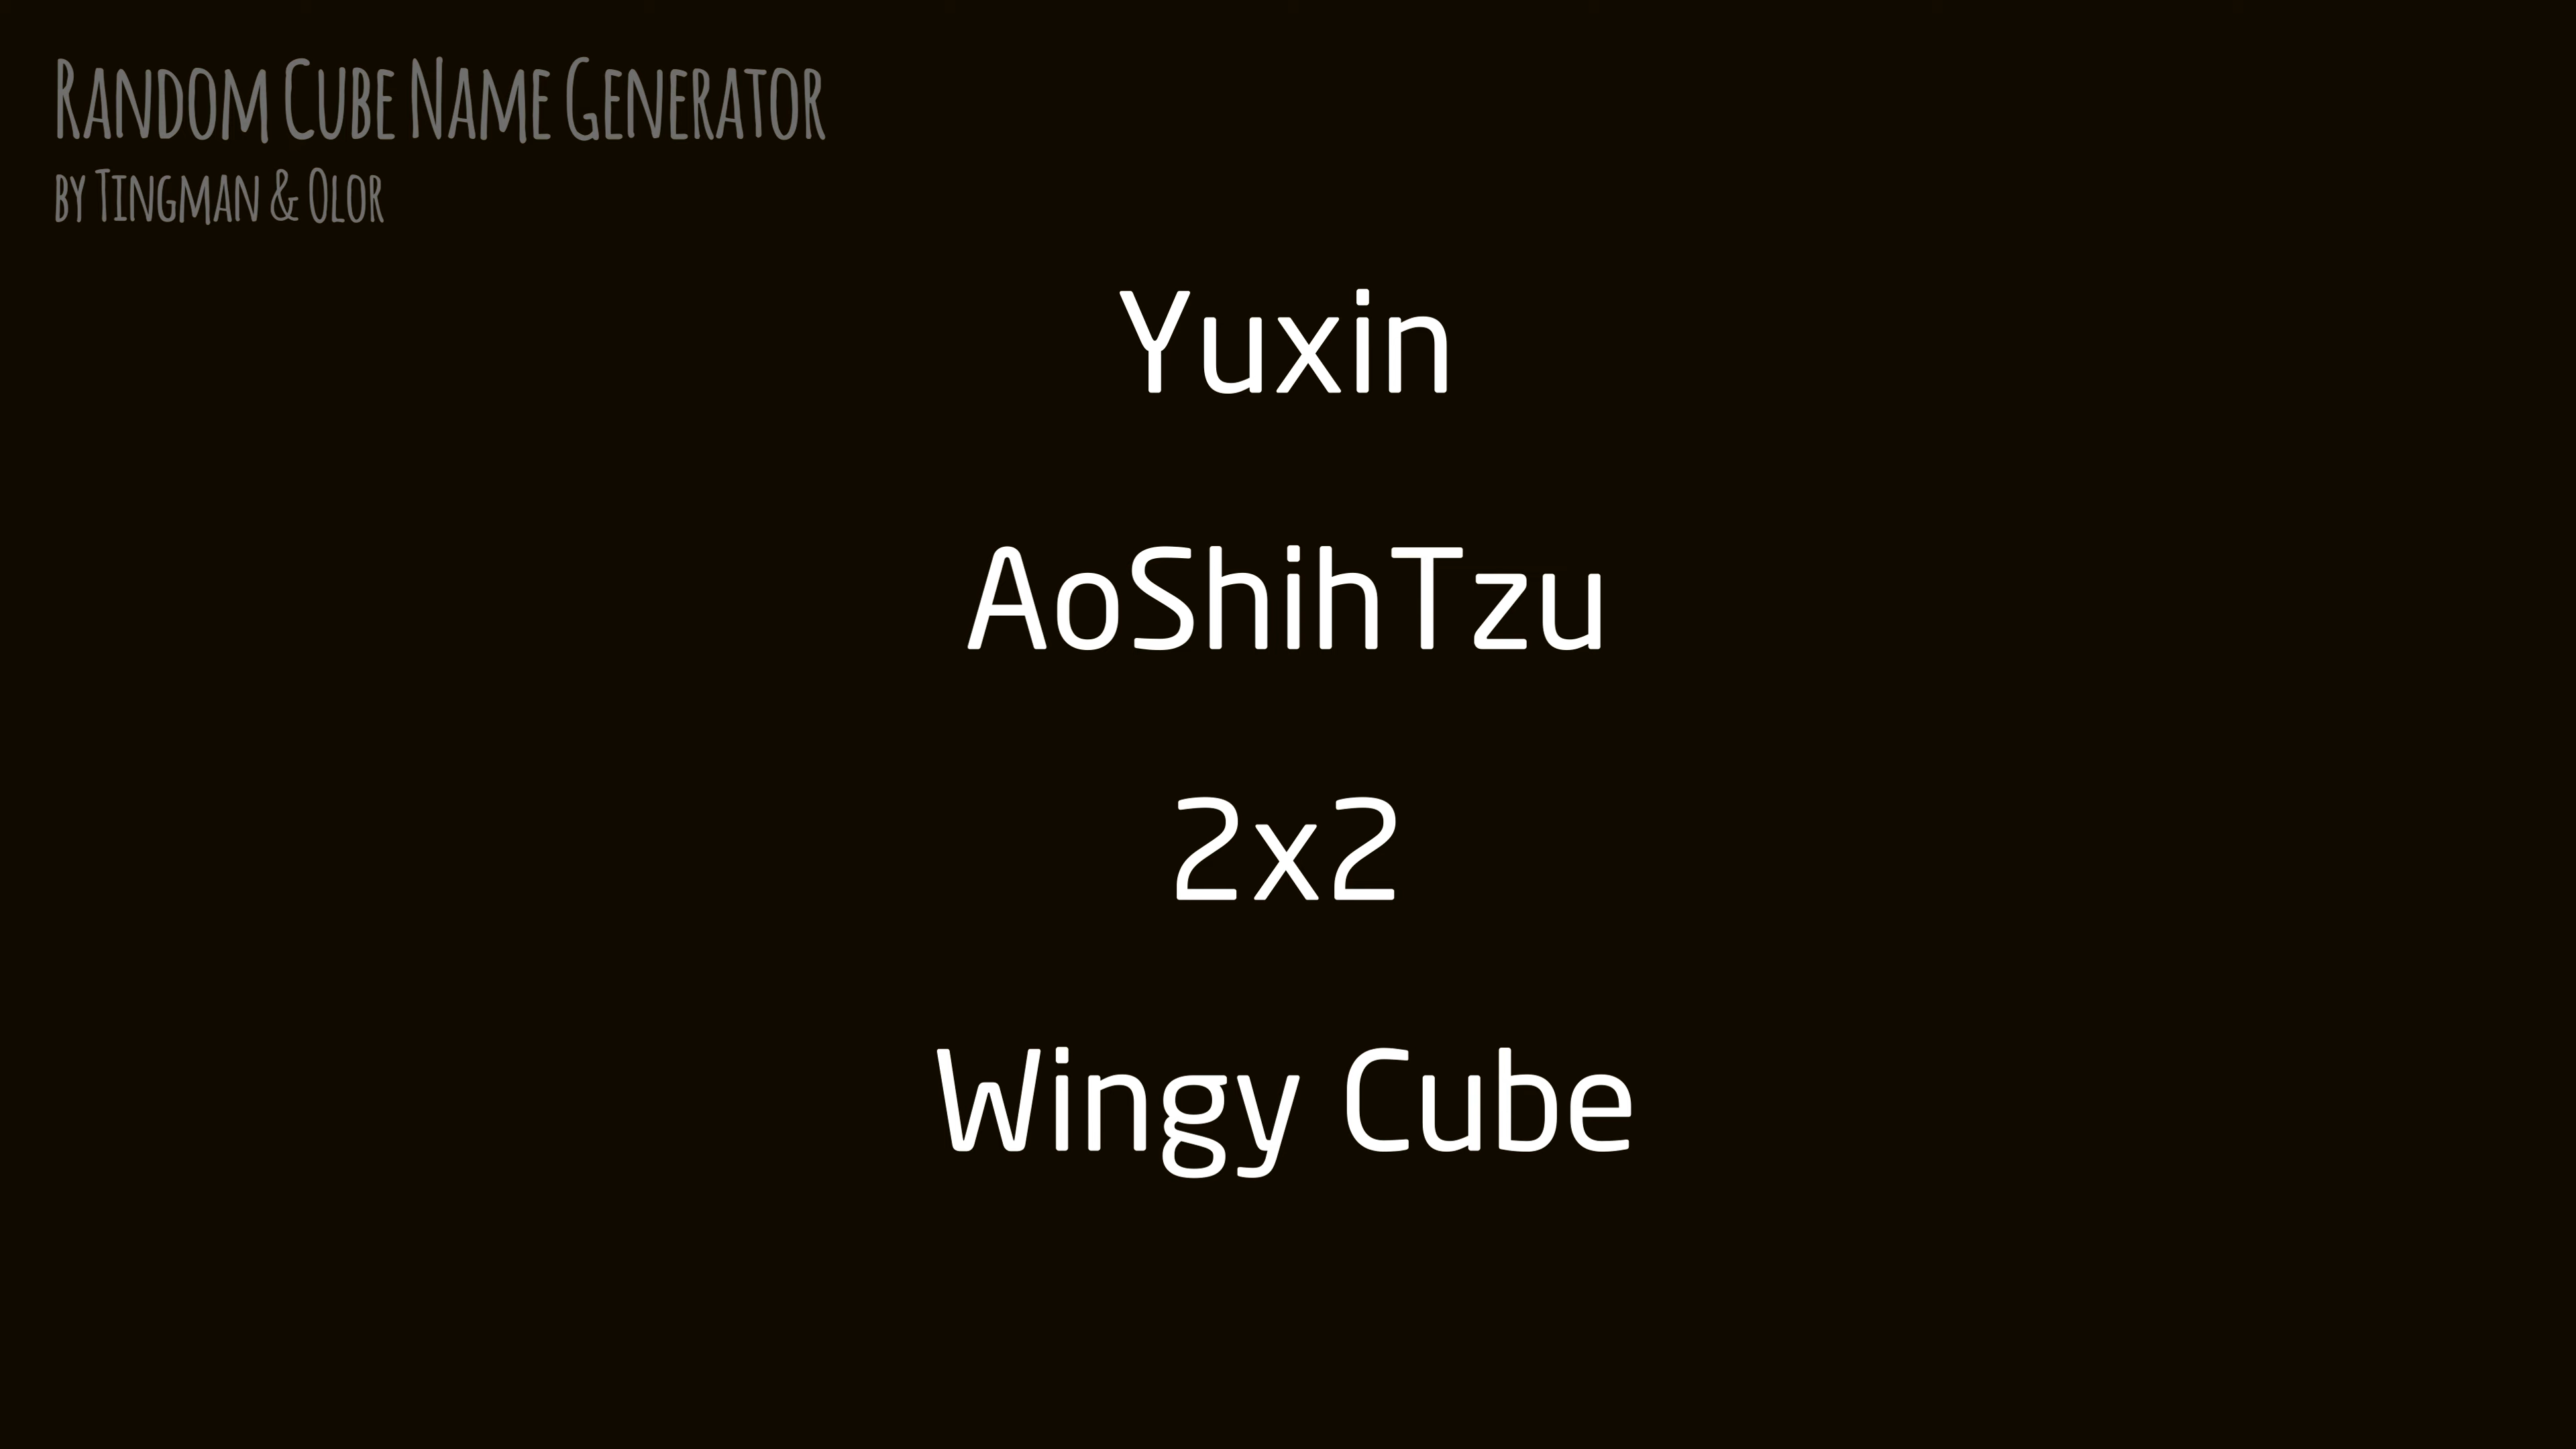 Random Cube Name Generator
by Tingman & Olor
Yuxin
AoShihTzu
2x2
Wingy Cube